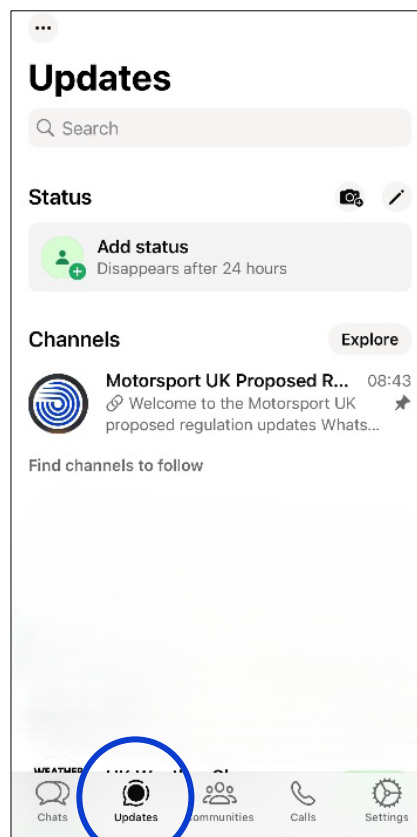 Updates
Search
Status
Add status
Disappears after 24 hours
Channels
Explore
Motorsport UK Proposed R... 08:43
Welcome to the Motorsport UK
proposed regulation updates Whats...
Find channels to follow
Chats
Updates
ommunities
Calls
Settings